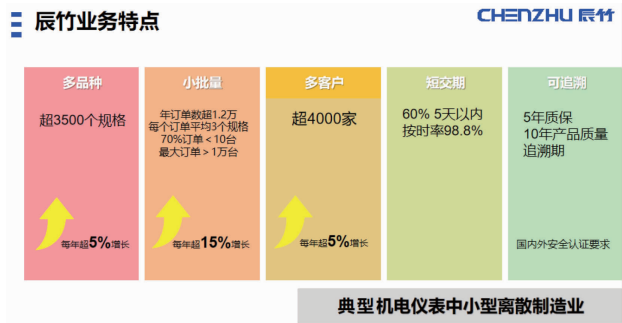 辰竹业务特点
CHENZHU 辰竹
多品种
超3500个规格
每年超5%增长
小批量
年订单数超1.2万
每个订单平均3个规格
70%订单＜10台
最大订单＞1万台
每年超15%增长
多客户
超4000家
每年超5%增长
短交期
60% 5天以内
按时率98.8%
可追溯
5年质保
10年产品质量
追溯期
国内外安全认证要求
典型机电仪表中小型离散制造业